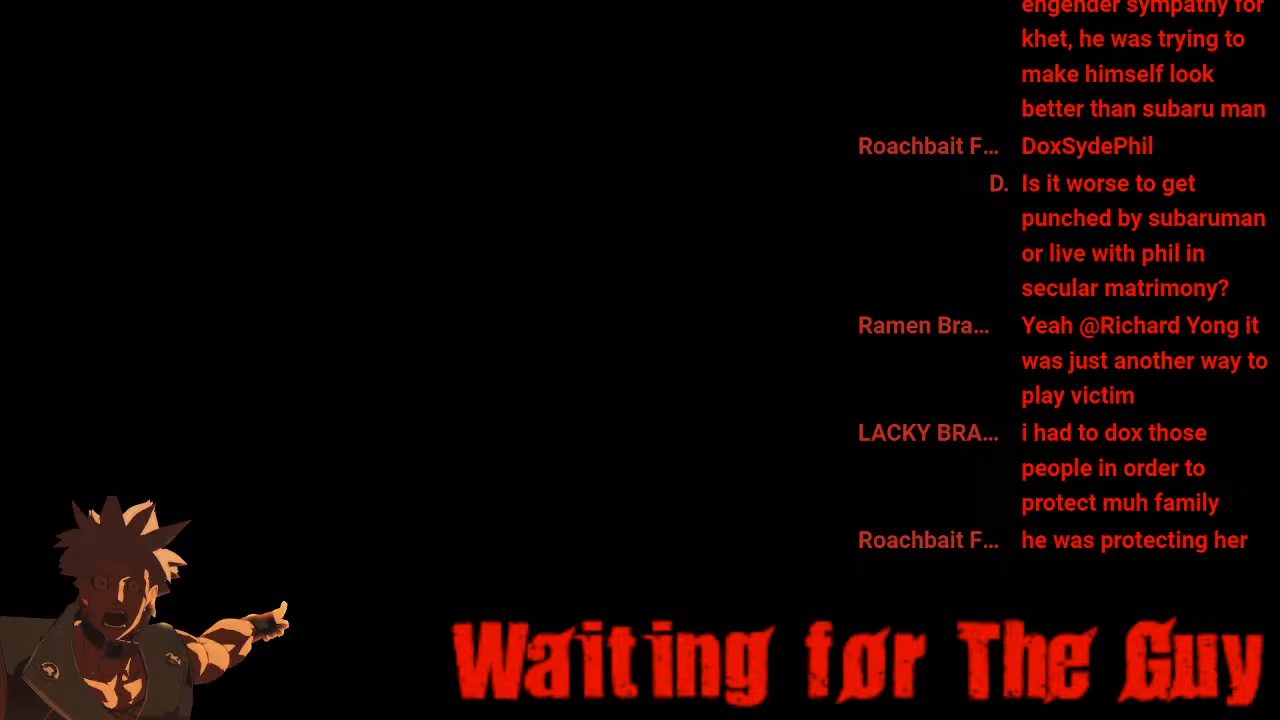 engender sympathy for
khet, he was trying to
make himself look
better than subaru man
Roachbait F... DoxSydePhil
D. Is it worse to get
punched by subaruman
or live with phil in
secular matrimony?
Ramen Bra... Yeah @Richard Yong it
was just another way to
play victim
LACKY BRA... i had to dox those
people in order to
protect muh family
Roachbait F... he was protecting her
Waiting for The Guy